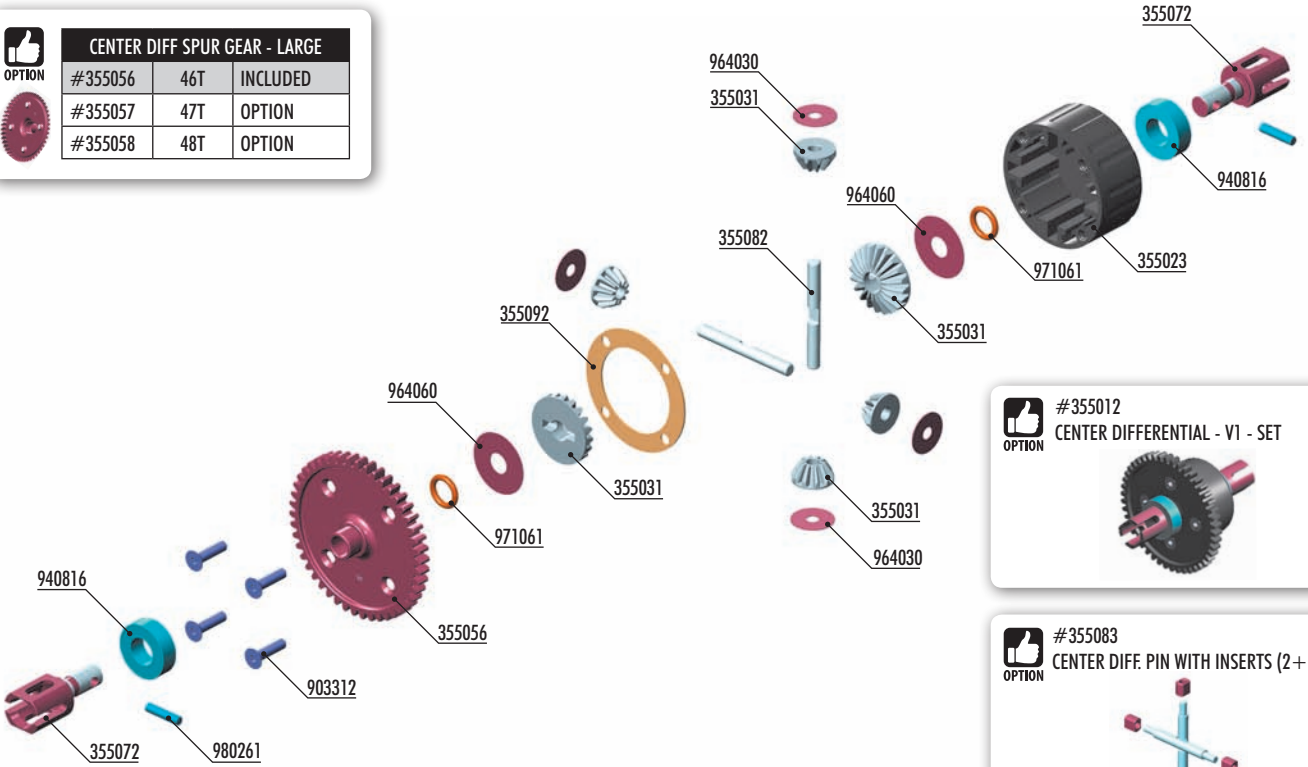 OPTION
CENTER DIFF SPUR GEAR - LARGE
#355056 46T INCLUDED
#355057 47T OPTION
#355058 48T OPTION
355072
964030
355031
940816
964060
355082
971061
355023
355031
355092
964060
355031
971061
355031
964030
940816
355056
903312
355072
980261
OPTION
#355012
CENTER DIFFERENTIAL - V1 - SET
OPTION
#355083
CENTER DIFF. PIN WITH INSERTS (2+